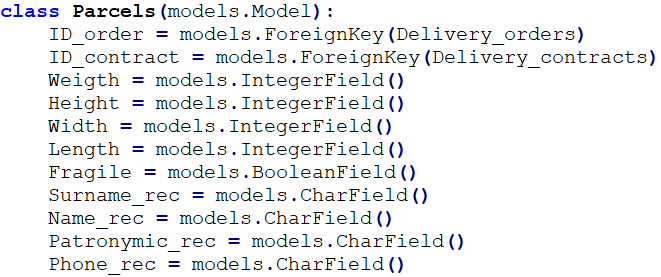 class Parcels(models.Model):
    ID_order = models.ForeignKey(Delivery_orders)
    ID_contract = models.ForeignKey(Delivery_contracts)
    Weigth = models.IntegerField()
    Height = models.IntegerField()
    Width = models.IntegerField()
    Length = models.IntegerField()
    Fragile = models.BooleanField()
    Surname_rec = models.CharField()
    Name_rec = models.CharField()
    Patronymic_rec = models.CharField()
    Phone_rec = models.CharField()